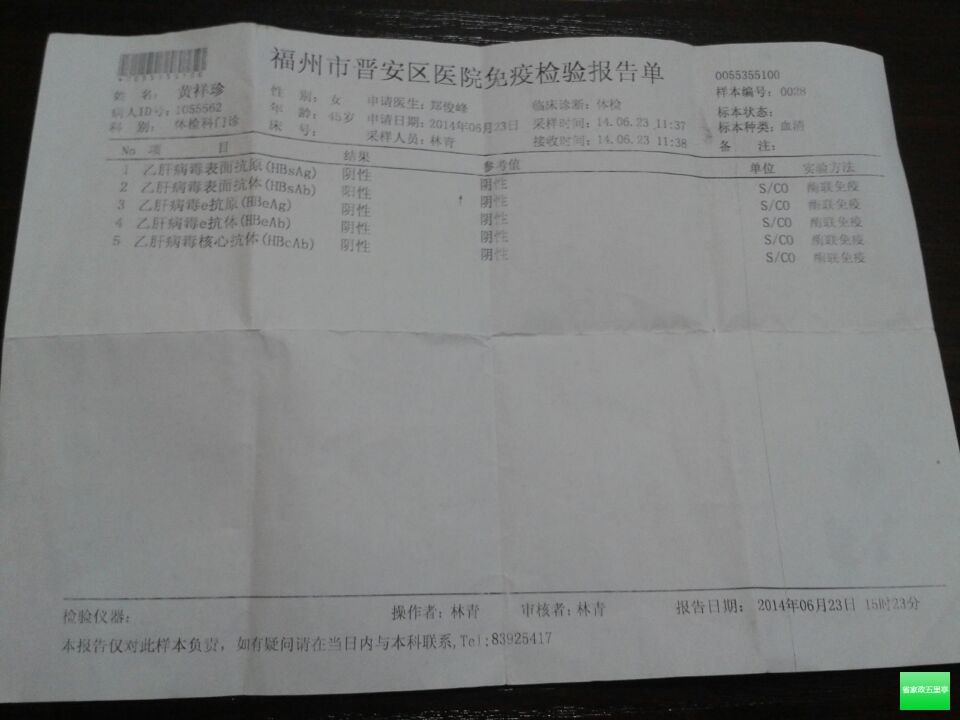 福州市晋安区医院免疫检验报告单
0055355100
姓 名: 黄祥珍 性 别: 女 申请医生: 郑俊峰 临床诊断: 体检 样本编号: 0028
病人ID号: 1055562 年 龄: 45岁 申请日期: 2014年06月23日 采样时间: 14.06.23 11:37 标本状态:
科 别: 体检科门诊 床 号: 采样人员: 林青 接收时间: 14.06.23 11:38 标本种类: 血清
备 注:
No 项 目 结果 参考值 单位 实验方法
1 乙肝病毒表面抗原(HBsAg) 阴性 阴性 S/CO 酶联免疫
2 乙肝病毒表面抗体(HBsAb) 阳性 ↑ 阴性 S/CO 酶联免疫
3 乙肝病毒e抗原(HBeAg) 阴性 阴性 S/CO 酶联免疫
4 乙肝病毒e抗体(HBeAb) 阴性 阴性 S/CO 酶联免疫
5 乙肝病毒核心抗体(HBcAb) 阴性 阴性 S/CO 酶联免疫
检验仪器: 操作者: 林青 审核者: 林青 报告日期: 2014年06月23日 15时23分
本报告仅对此样本负责，如有疑问请在当日内与本科联系,Tel:83925417
省家政五里亭